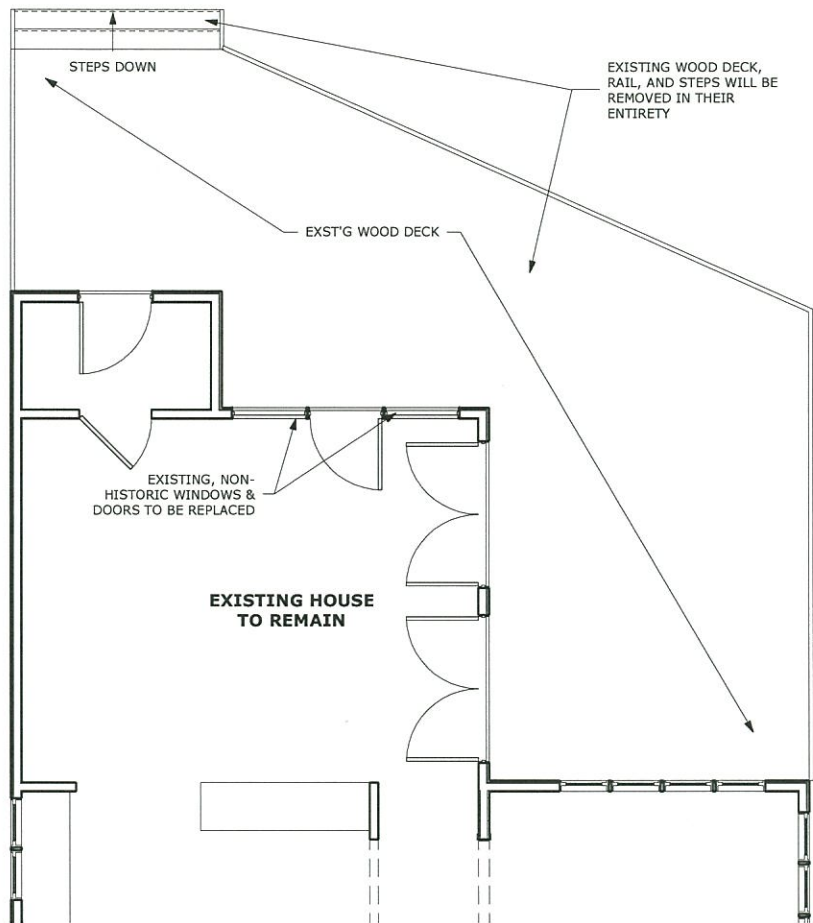 STEPS DOWN
EXISTING WOOD DECK,
RAIL, AND STEPS WILL BE
REMOVED IN THEIR
ENTIRETY
EXST'G WOOD DECK
EXISTING, NON-
HISTORIC WINDOWS &
DOORS TO BE REPLACED
EXISTING HOUSE
TO REMAIN